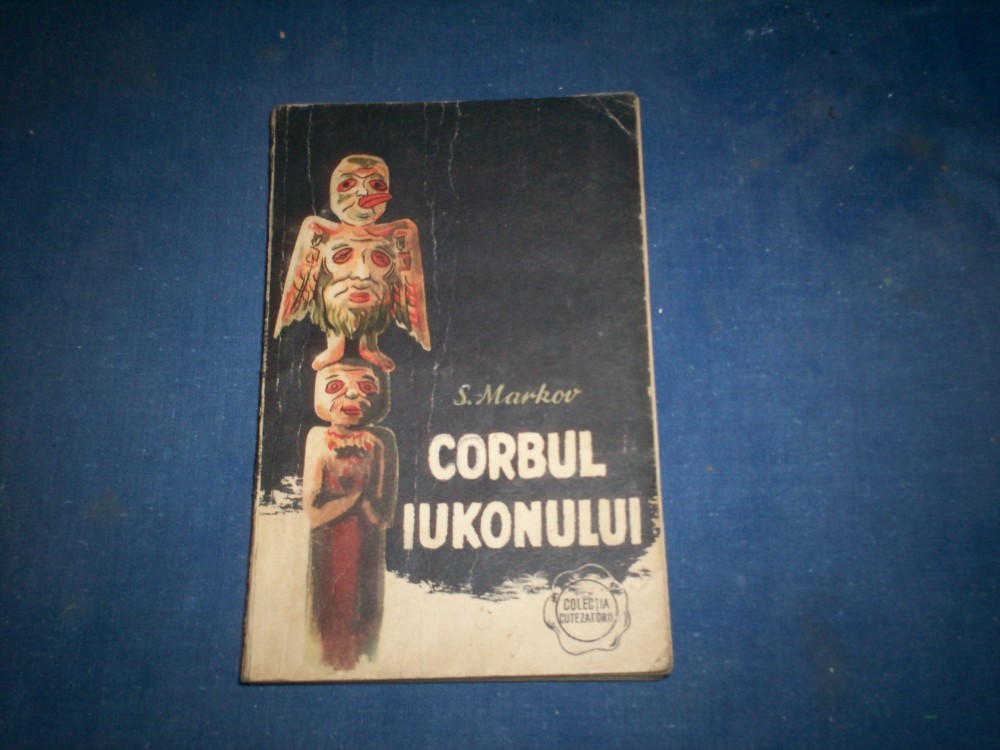 S. Markov
CORBUL
IUKONULUI
COLECȚIA
CUTEZĂTORII